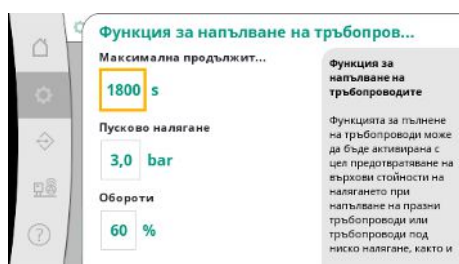 Функция за напълване на тръбопров...
Максимална продължит...
1800 s
Пусково налягане
3,0 bar
Обороти
60 %
Функция за
напълване на
тръбопроводите
Функцията за пълнене
на тръбопроводи може
да бъде активирана с
цел предотвратяване на
върхови стойности на
налягането при
напълване на празни
тръбопроводи или
тръбопроводи под
ниско налягане, както и